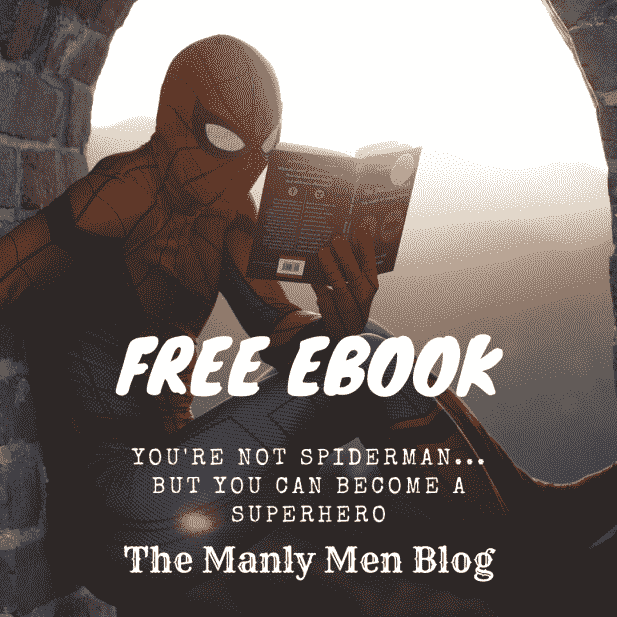 FREE EBOOK
YOU'RE NOT SPIDERMAN...
BUT YOU CAN BECOME A
SUPERHERO
The Manly Men Blog